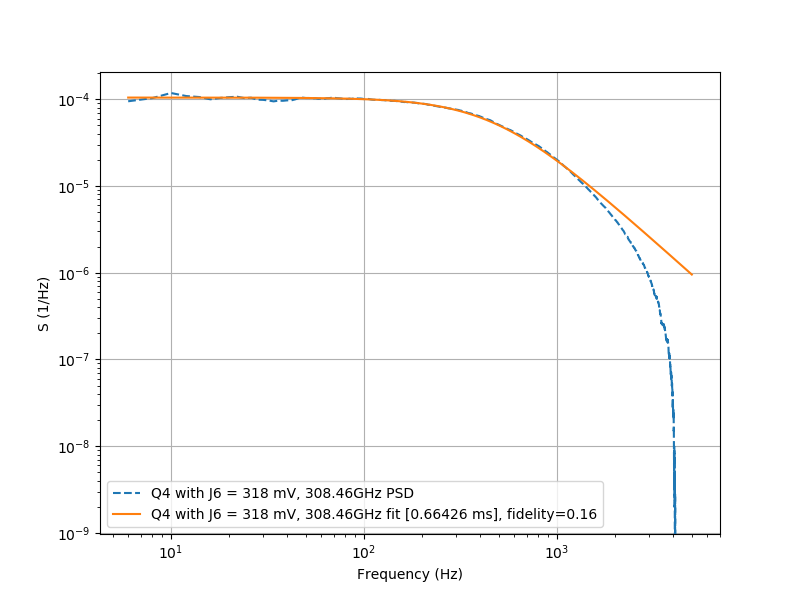 10⁻⁴
10⁻⁵
10⁻⁶
10⁻⁷
10⁻⁸
10⁻⁹
S (1/Hz)
Q4 with J6 = 318 mV, 308.46GHz PSD
Q4 with J6 = 318 mV, 308.46GHz fit [0.66426 ms], fidelity=0.16
10¹ 10² 10³
Frequency (Hz)